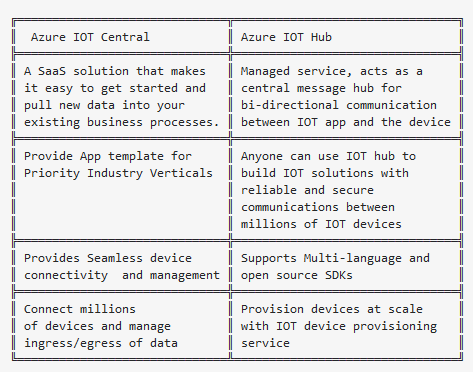 Azure IOT Central
Azure IOT Hub
A SaaS solution that makes
it easy to get started and
pull new data into your
existing business processes.
Managed service, acts as a
central message hub for
bi-directional communication
between IOT app and the device
Provide App template for
Priority Industry Verticals
Anyone can use IOT hub to
build IOT solutions with
reliable and secure
communications between
millions of IOT devices
Provides Seamless device
connectivity  and management
Supports Multi-language and
open source SDKs
Connect millions
of devices and manage
ingress/egress of data
Provision devices at scale
with IOT device provisioning
service